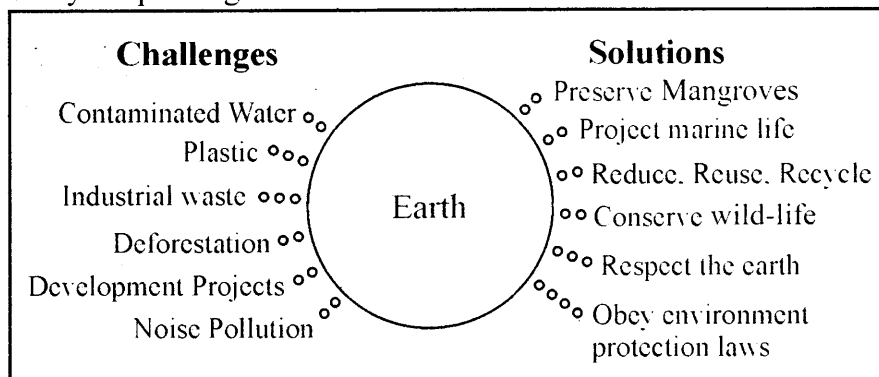 Challenges
Contaminated Water
Plastic
Industrial waste
Deforestation
Development Projects
Noise Pollution
Earth
Solutions
Preserve Mangroves
Project marine life
Reduce. Reuse. Recycle
Conserve wild-life
Respect the earth
Obey environment
protection laws